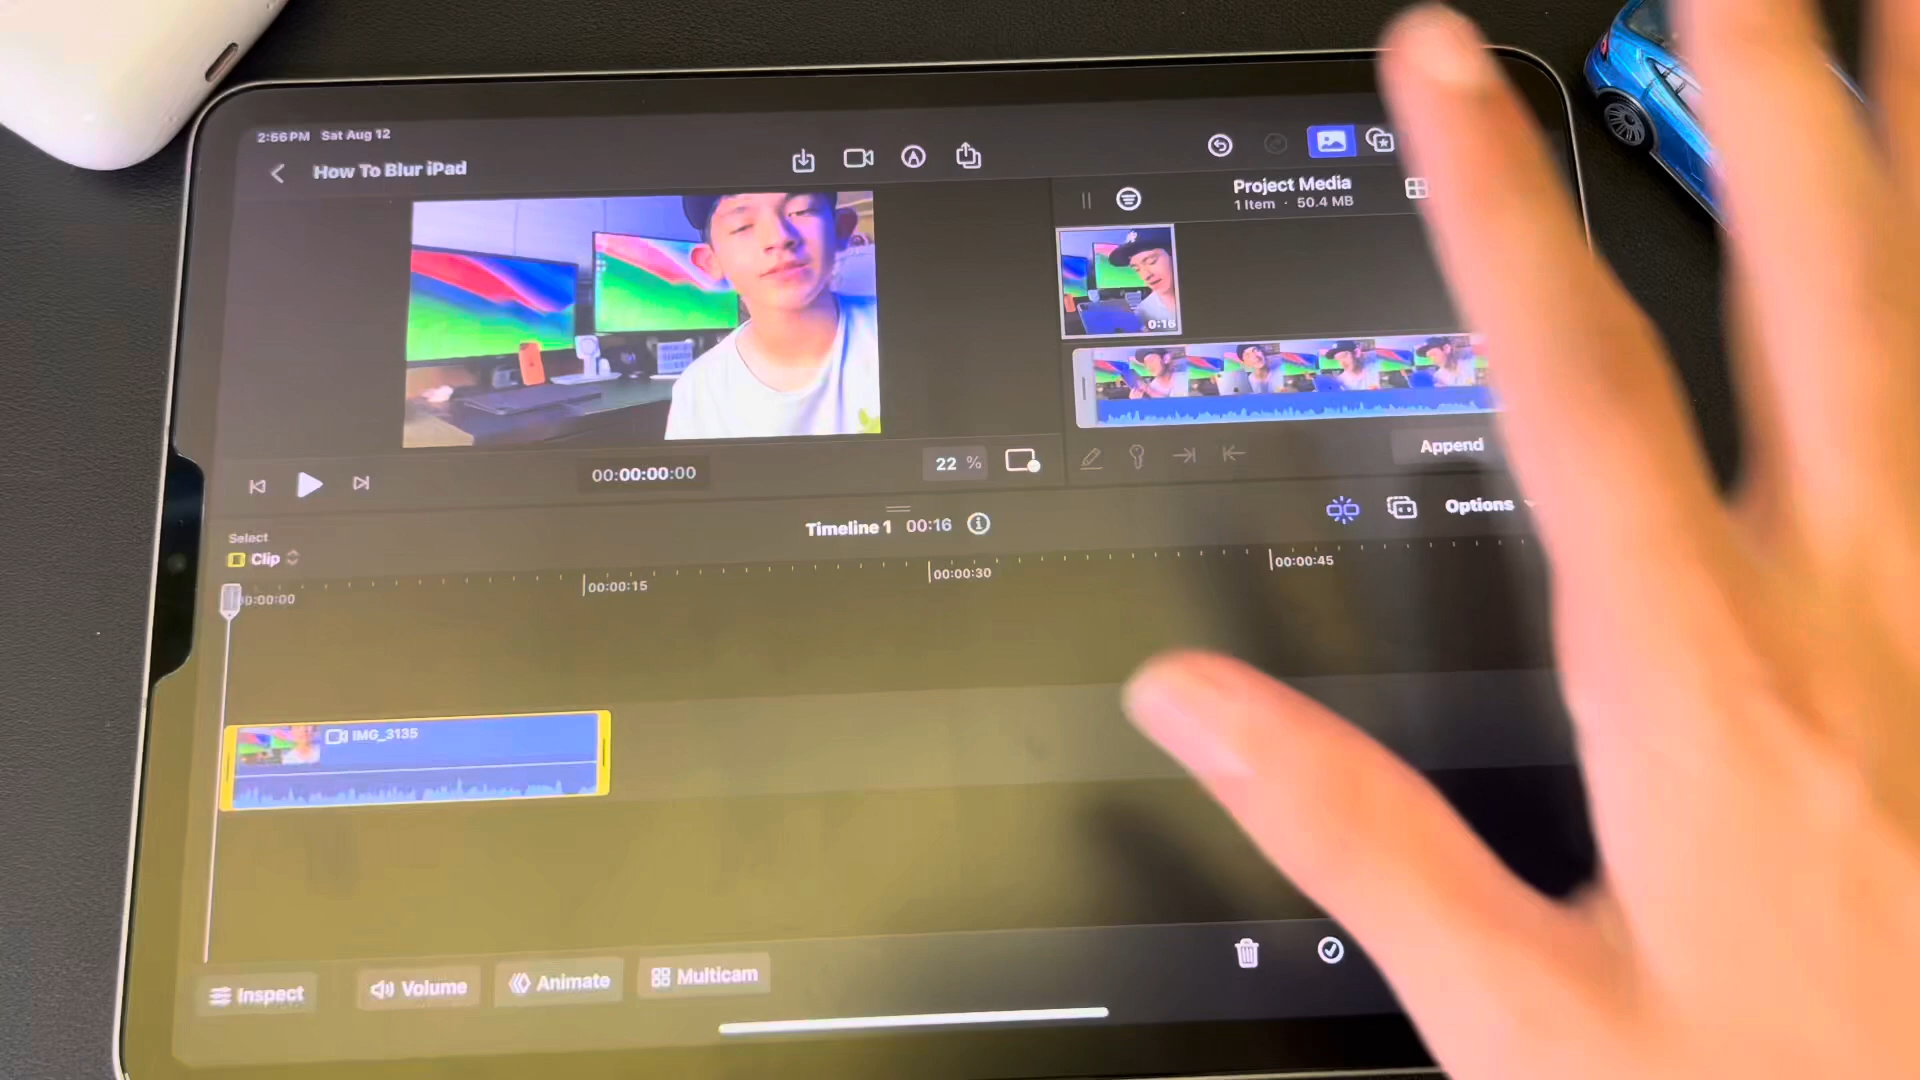 2:56 PM Sat Aug 12
How To Blur iPad
Project Media
1 Item · 50.4 MB
0:16
Append
00:00:00:00
22 %
Timeline 1 00:16
Options
Select
Clip
00:00:00
00:00:15
00:00:30
00:00:45
IMG_3135
Inspect
Volume
Animate
Multicam